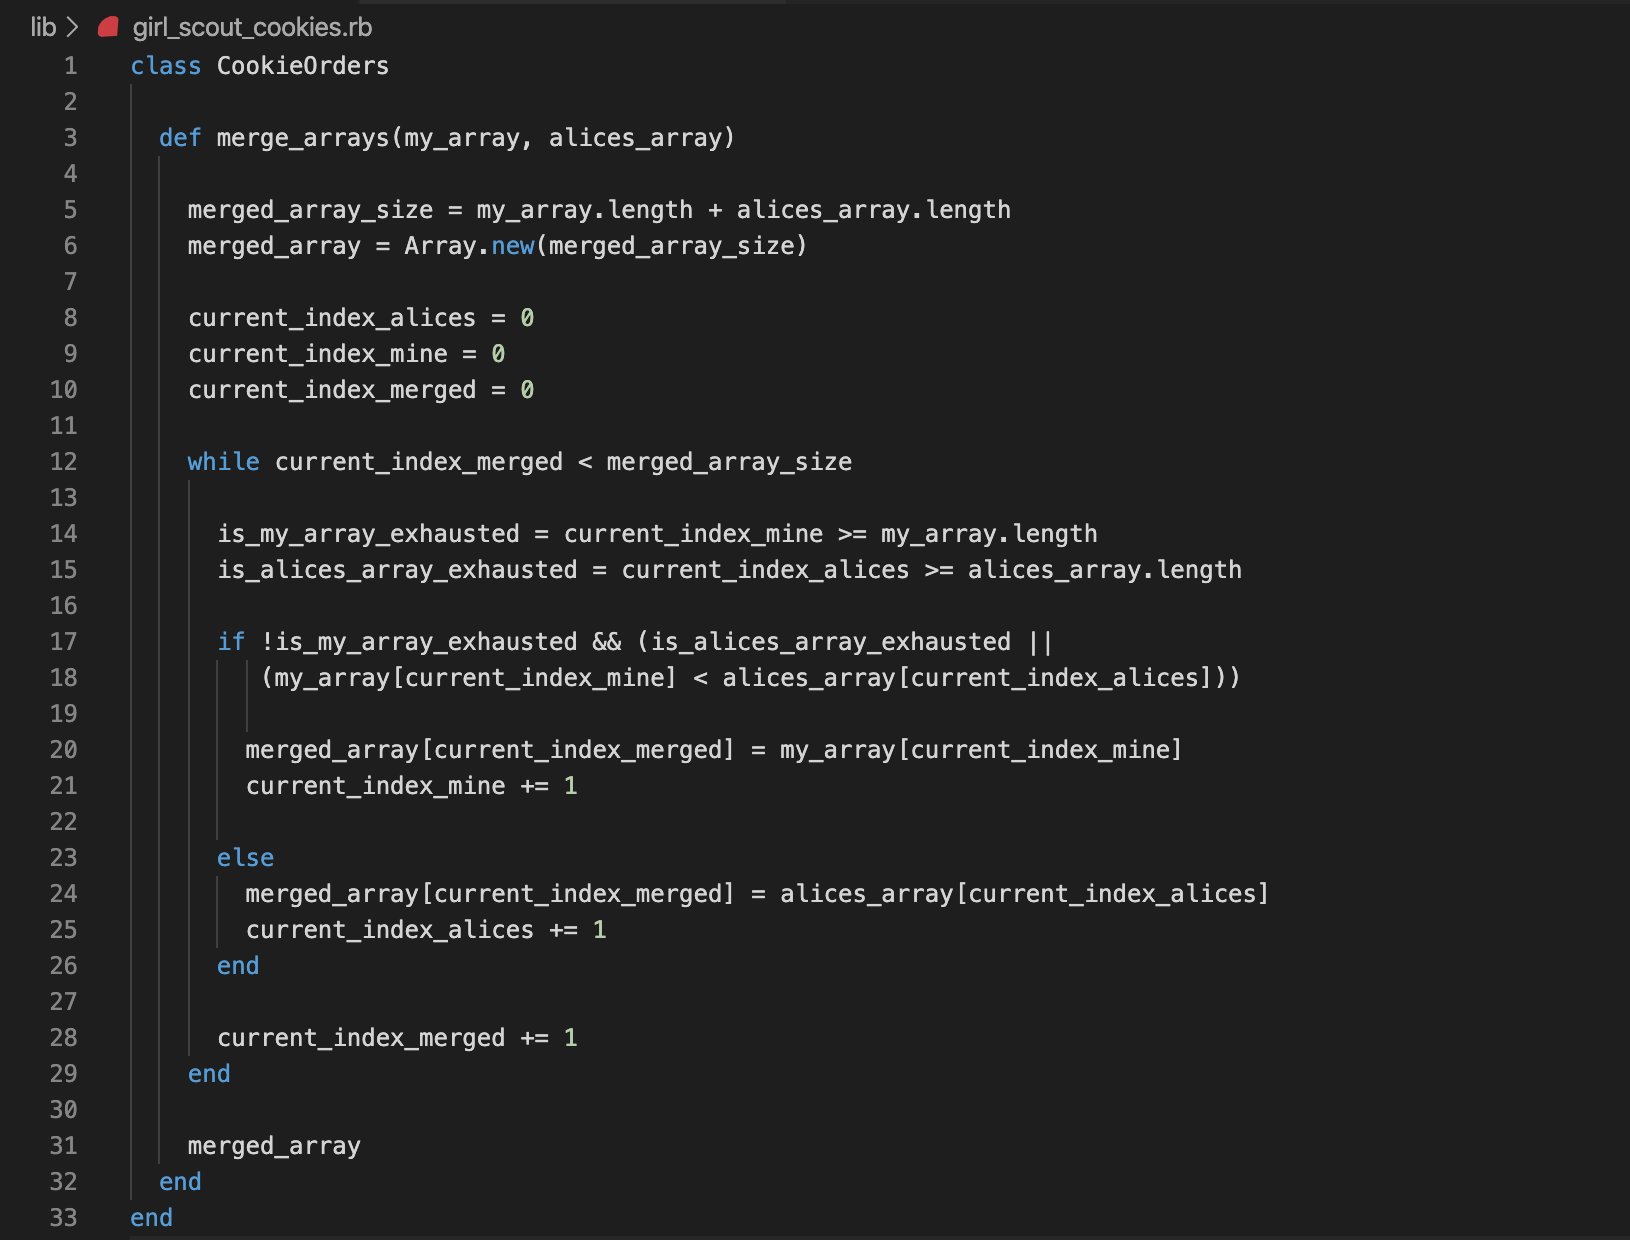 lib > girl_scout_cookies.rb
1 class CookieOrders
2
3 def merge_arrays(my_array, alices_array)
4
5 merged_array_size = my_array.length + alices_array.length
6 merged_array = Array.new(merged_array_size)
7
8 current_index_alices = 0
9 current_index_mine = 0
10 current_index_merged = 0
11
12 while current_index_merged < merged_array_size
13
14 is_my_array_exhausted = current_index_mine >= my_array.length
15 is_alices_array_exhausted = current_index_alices >= alices_array.length
16
17 if !is_my_array_exhausted && (is_alices_array_exhausted ||
18 (my_array[current_index_mine] < alices_array[current_index_alices]))
19
20 merged_array[current_index_merged] = my_array[current_index_mine]
21 current_index_mine += 1
22
23 else
24 merged_array[current_index_merged] = alices_array[current_index_alices]
25 current_index_alices += 1
26 end
27
28 current_index_merged += 1
29 end
30
31 merged_array
32 end
33 end